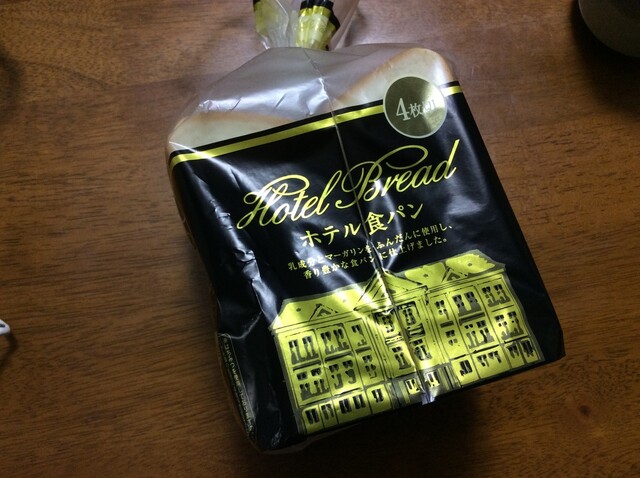 4枚切
Hotel Bread
ホテル食パン
乳成分とマーガリンをふんだんに使用し、
香り豊かな食パンに仕上げました。